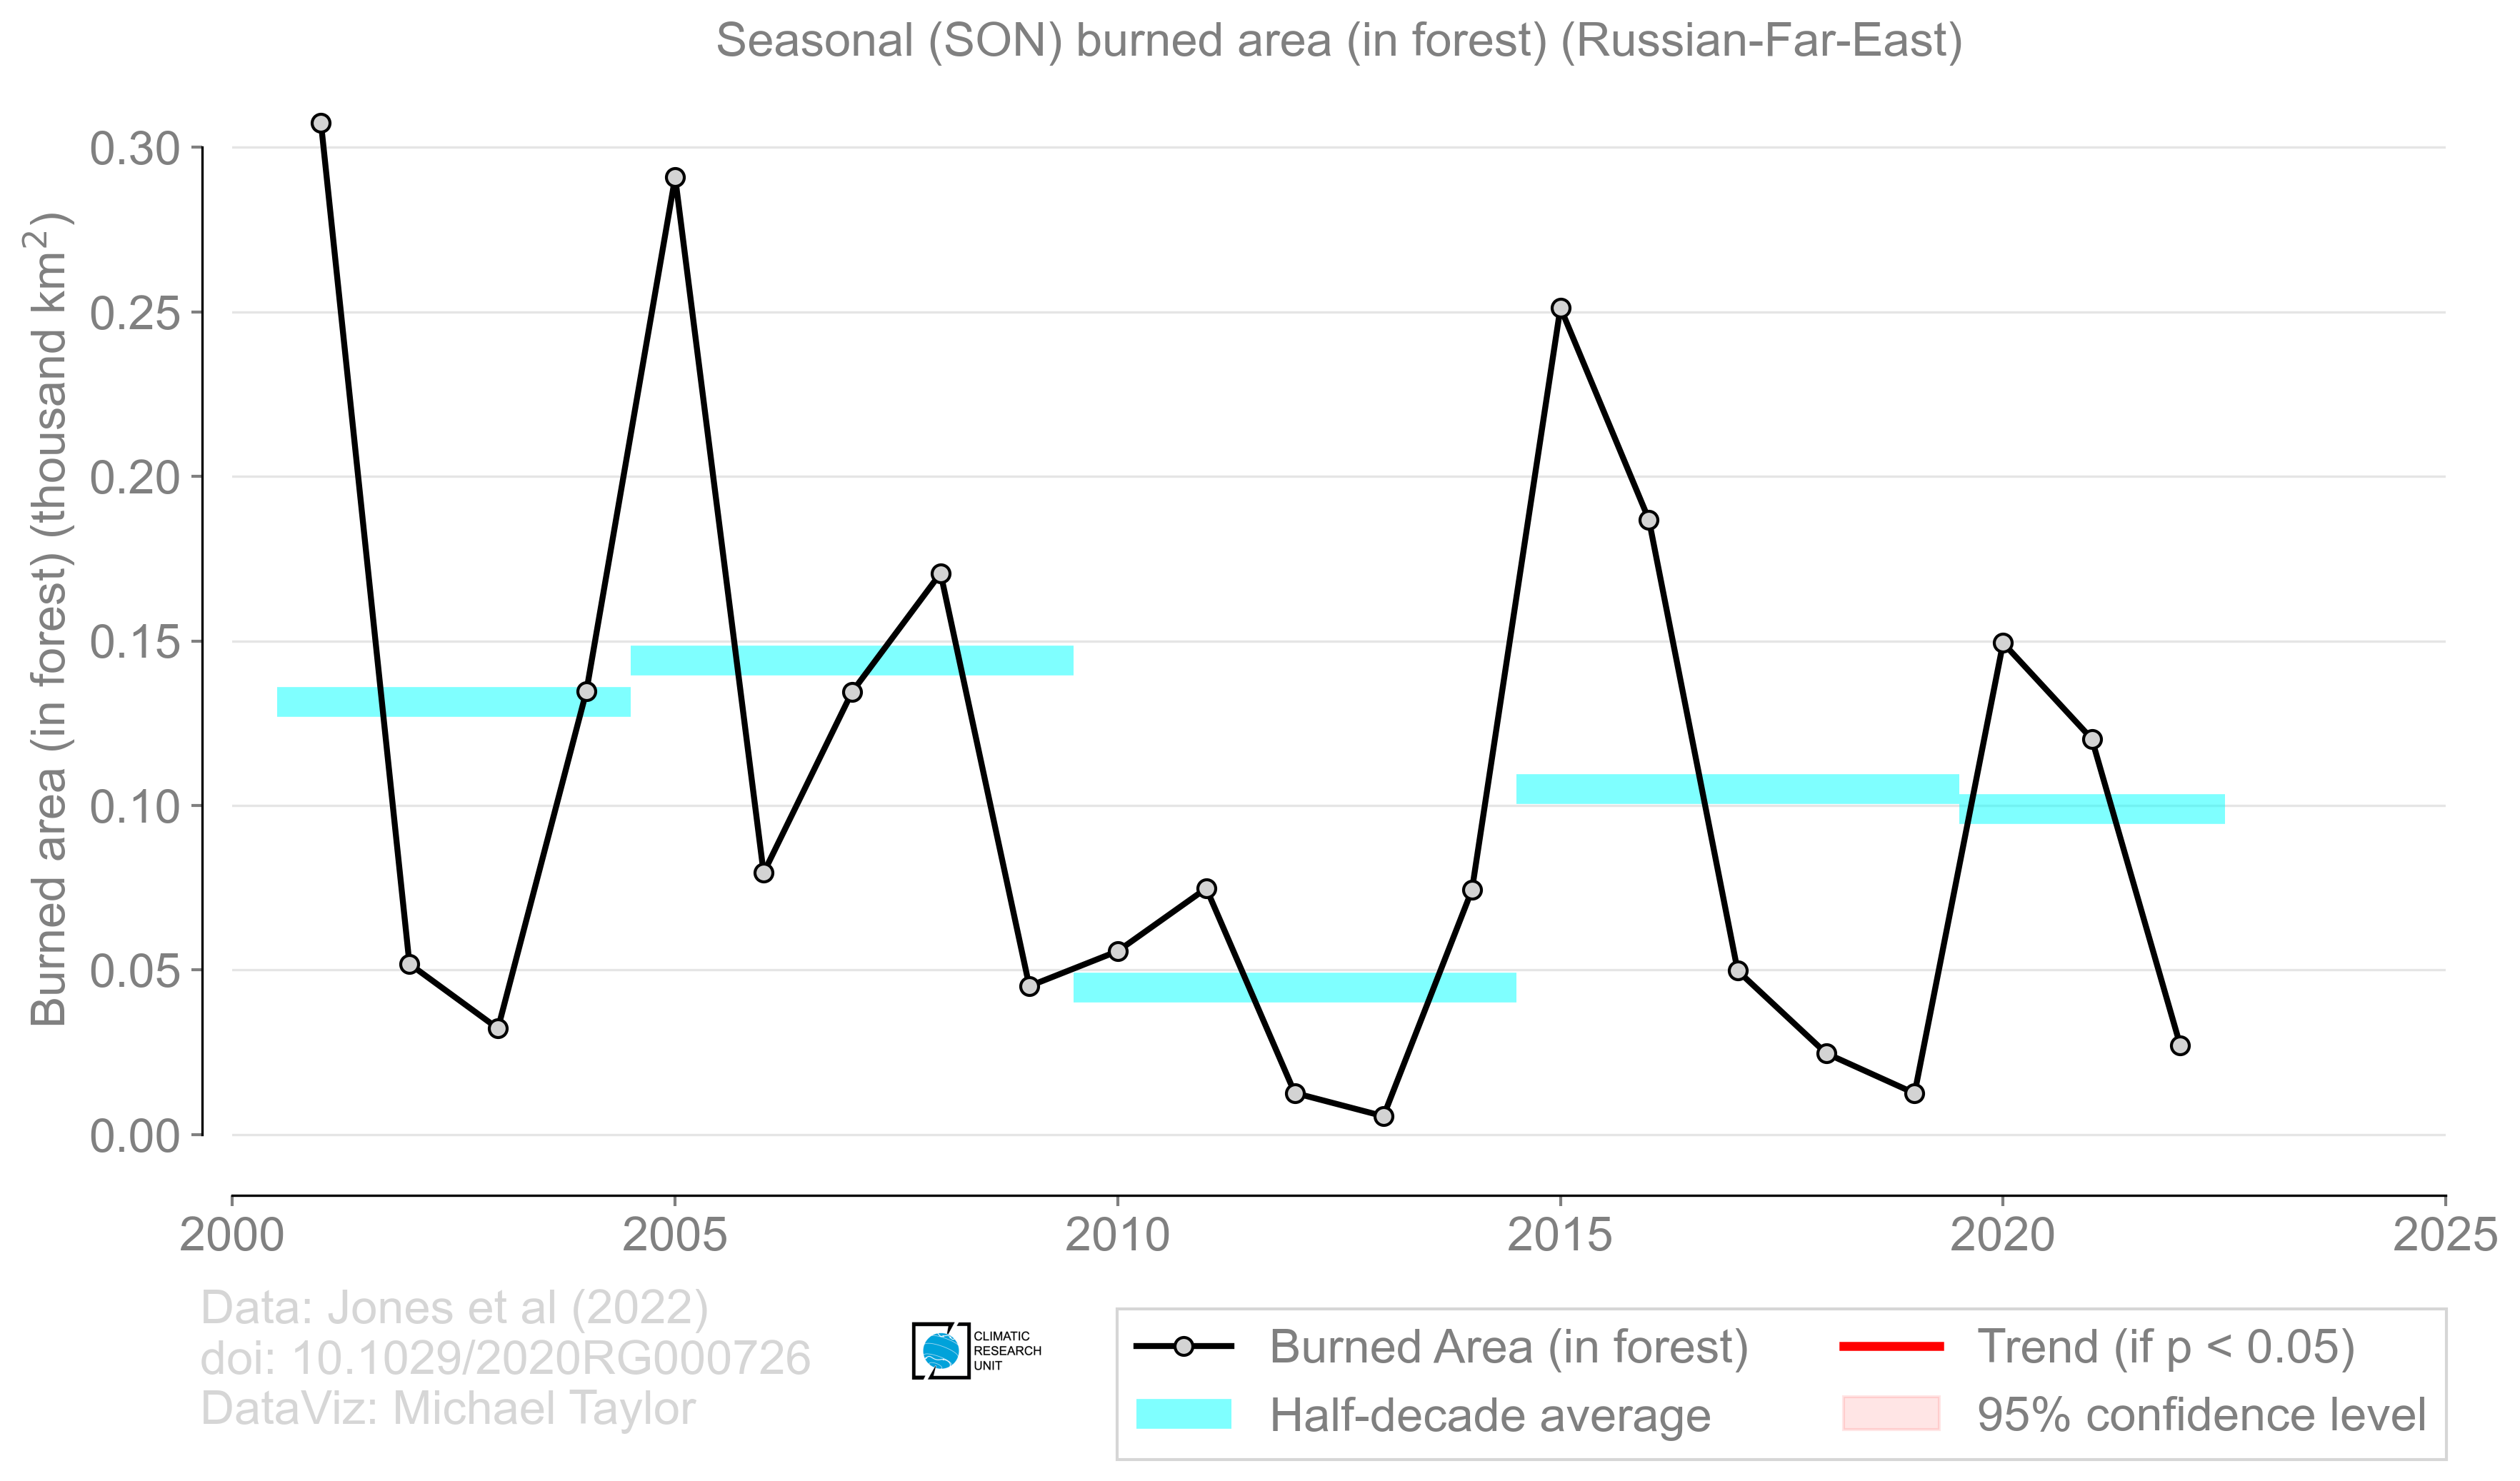 Seasonal (SON) burned area (in forest) (Russian-Far-East)
Burned area (in forest) (thousand km²)
0.30
0.25
0.20
0.15
0.10
0.05
0.00
2000 2005 2010 2015 2020 2025
Data: Jones et al (2022)
doi: 10.1029/2020RG000726
DataViz: Michael Taylor
CLIMATIC
RESEARCH
UNIT
Burned Area (in forest)
Half-decade average
Trend (if p < 0.05)
95% confidence level